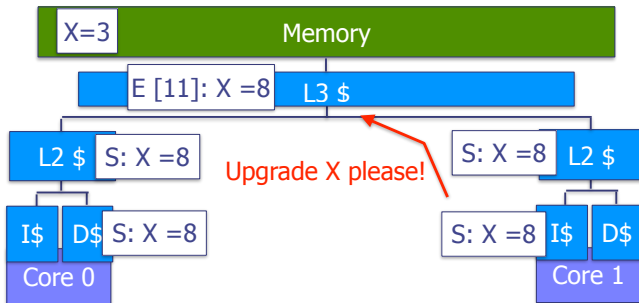 X=3
Memory
E [11]: X =8
L3 $
L2 $
S: X =8
Upgrade X please!
S: X =8
L2 $
I$
D$
S: X =8
S: X =8
I$
D$
Core 0
Core 1